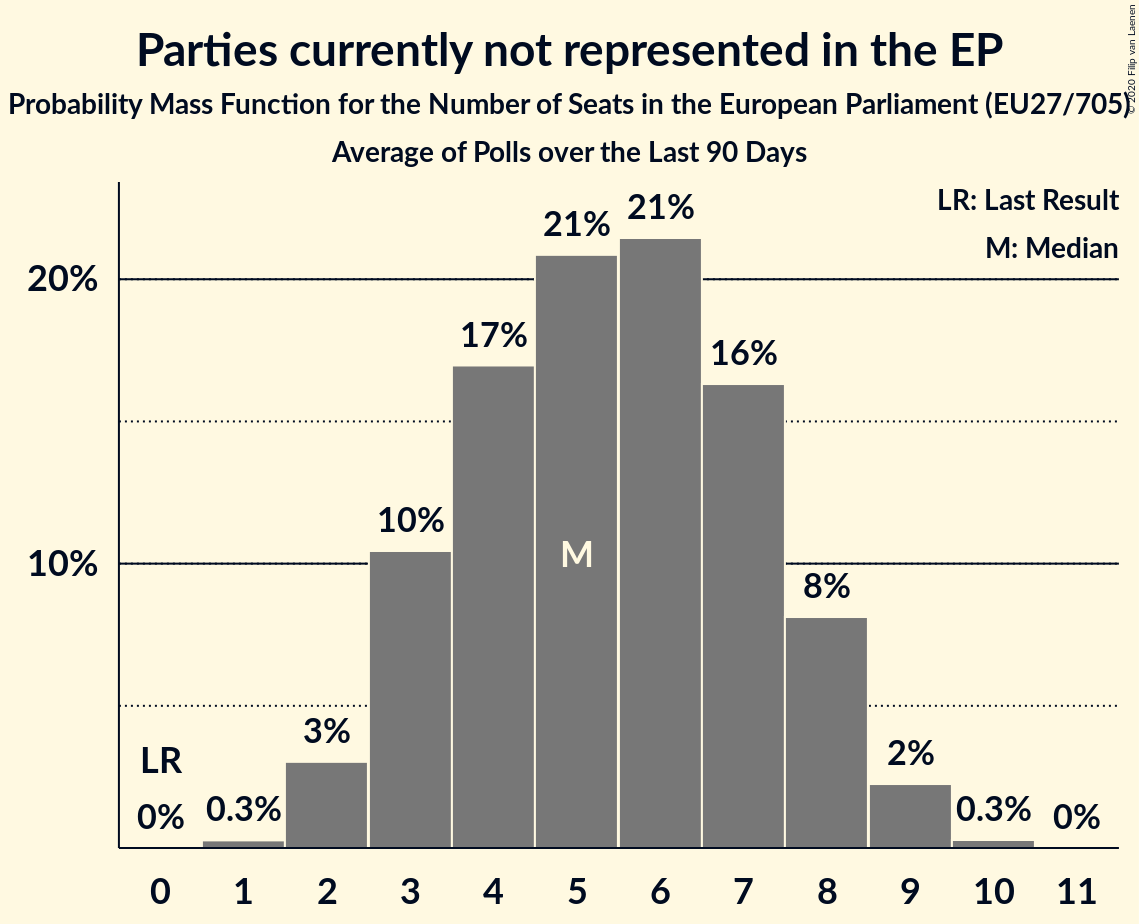 Parties currently not represented in the EP
Probability Mass Function for the Number of Seats in the European Parliament (EU27/705)
Average of Polls over the Last 90 Days
© 2020 Filip van Laenen
LR: Last Result
M: Median
20%
10%
LR
0%
0.3%
3%
10%
17%
21%
M
21%
16%
8%
2%
0.3%
0%
0 1 2 3 4 5 6 7 8 9 10 11